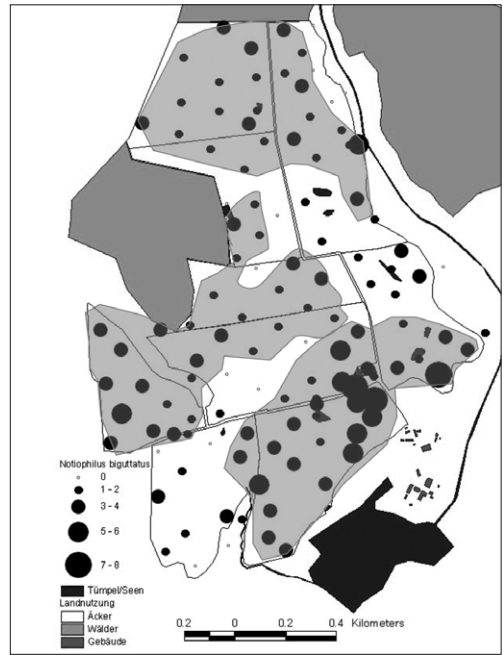 Notiophilus biguttatus
0
1 - 2
3 - 4
5 - 6
7 - 8
Tümpel/Seen
Landnutzung
Äcker
Wälder
Gebäude
0.2 0 0.2 0.4 Kilometers